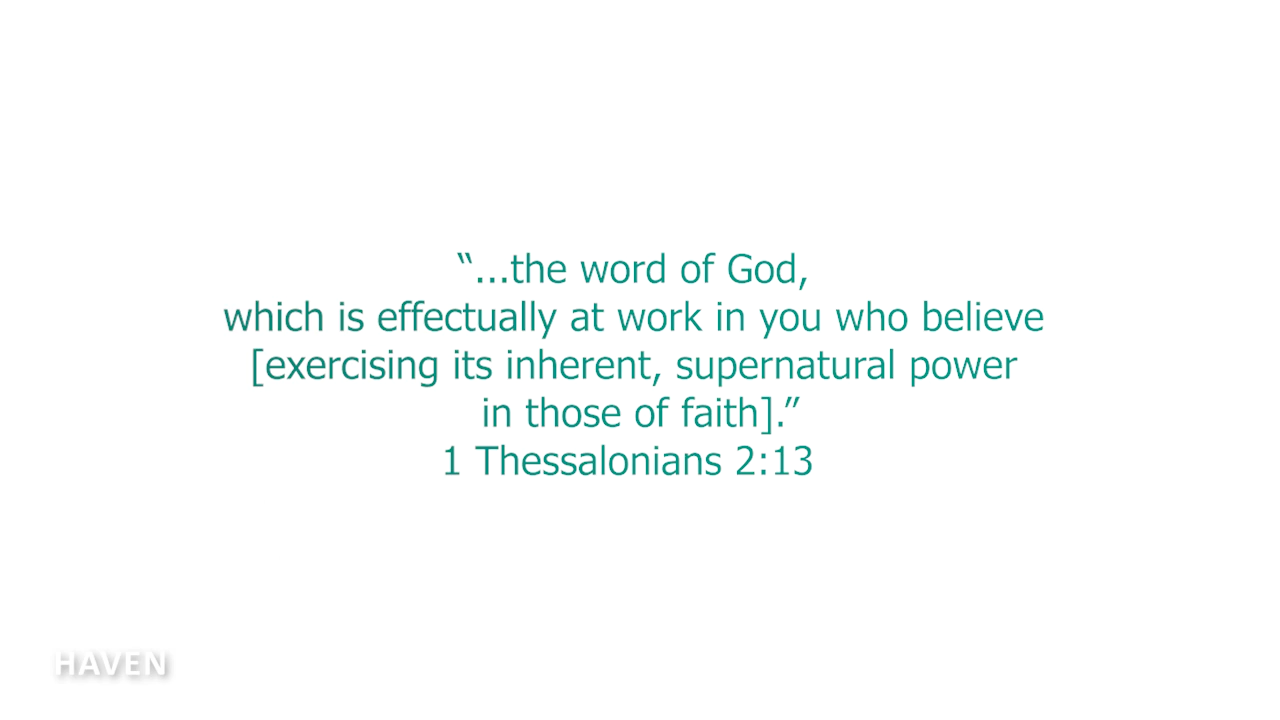 “...the word of God,
which is effectually at work in you who believe
[exercising its inherent, supernatural power
in those of faith].”
1 Thessalonians 2:13
HAVEN